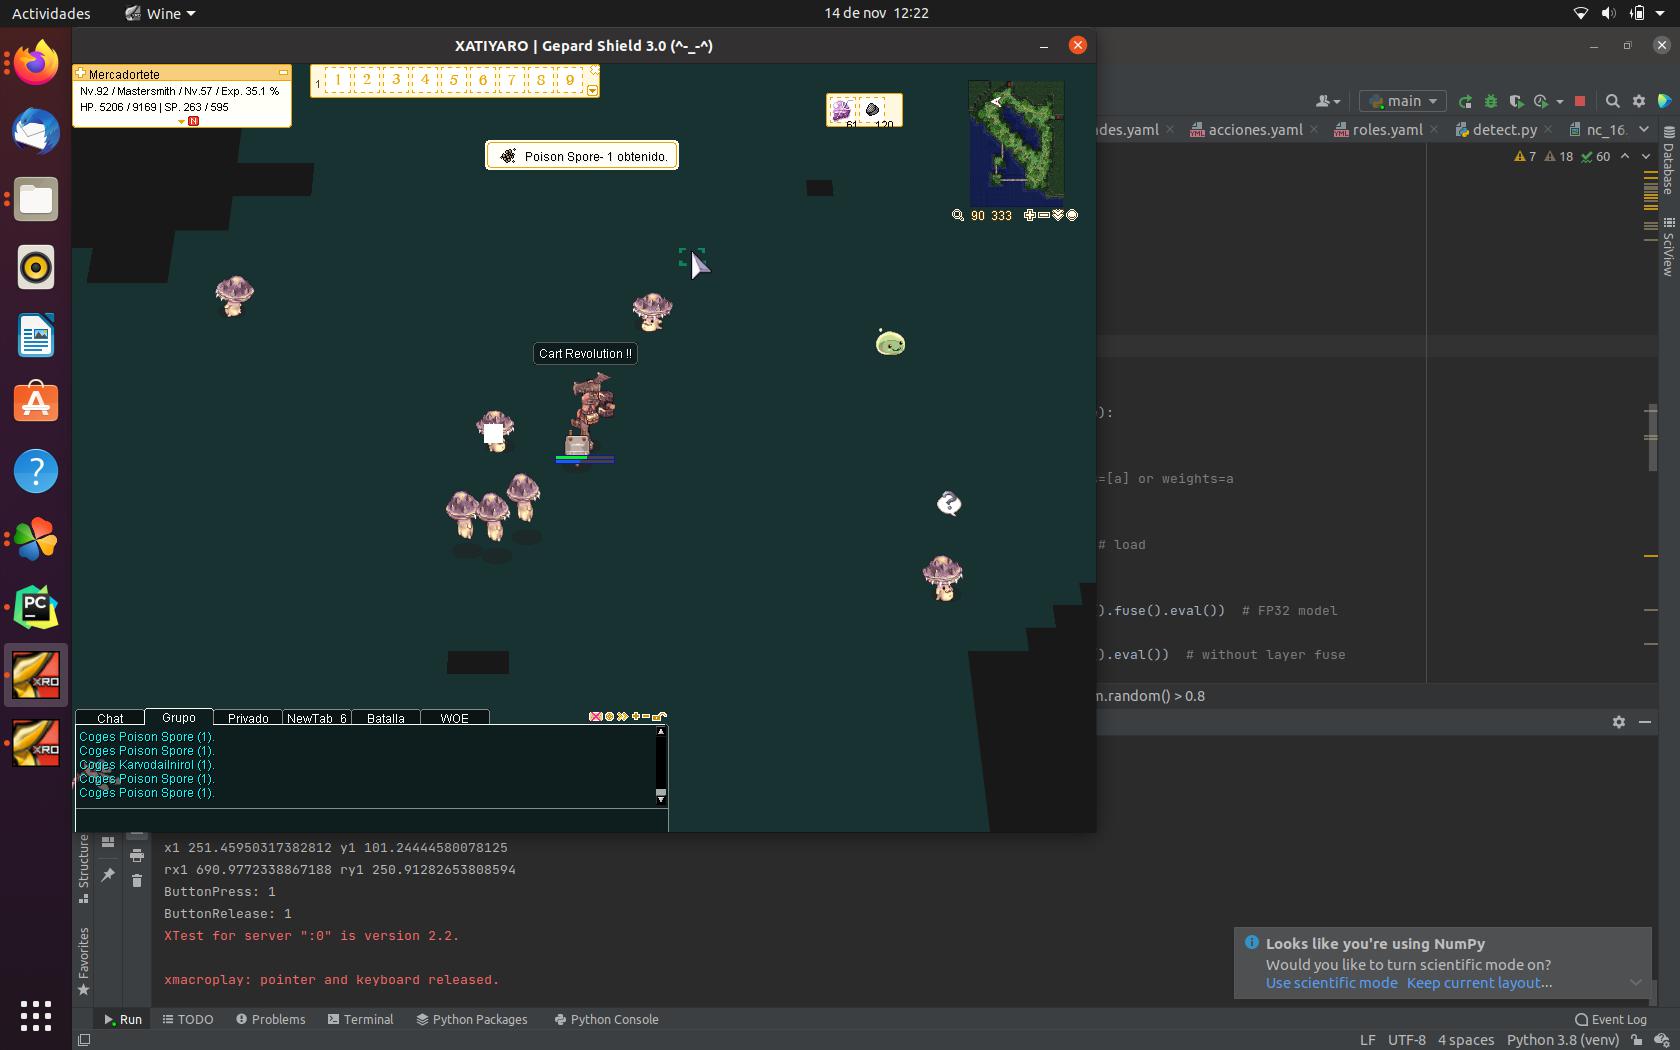 Actividades
Wine
14 de nov 12:22
XATIYARO | Gepard Shield 3.0 (^-_-^)
Mercadortete
Nv.92 / Mastersmith / Nv.57 / Exp. 35.1 %
HP. 5206 / 9169 | SP. 263 / 595
N
1
1 2 3 4 5 6 7 8 9
61 120
Poison Spore- 1 obtenido.
90 333
Cart Revolution !!
?
Chat Grupo Privado NewTab_6 Batalla WOE
Coges Poison Spore (1).
Coges Poison Spore (1).
Coges Karvodailnirol (1).
Coges Poison Spore (1).
Coges Poison Spore (1).
main
des.yaml acciones.yaml roles.yaml detect.py nc_16.
7 18 60
Database
SciView
):
=[a] or weights=a
# load
).fuse().eval()) # FP32 model
).eval()) # without layer fuse
m.random() > 0.8
PC
XRO
XRO
Structure
Favorites
x1 251.45950317382812 y1 101.24444580078125
rx1 690.9772338867188 ry1 250.91282653808594
ButtonPress: 1
ButtonRelease: 1
XTest for server ":0" is version 2.2.
xmacroplay: pointer and keyboard released.
Looks like you're using NumPy
Would you like to turn scientific mode on?
Use scientific mode Keep current layout...
Run TODO Problems Terminal Python Packages Python Console
Event Log
LF UTF-8 4 spaces Python 3.8 (venv)